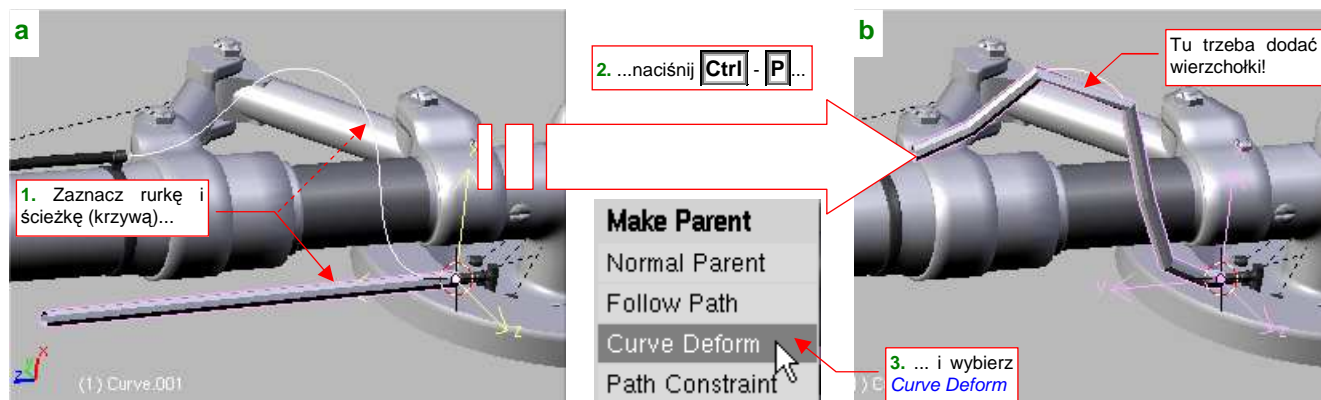 a
1. Zaznacz rurkę i
ścieżkę (krzywą)...
x
z
x
y
z
(1) Curve.001
2. ...naciśnij Ctrl - P...
Make Parent
Normal Parent
Follow Path
Curve Deform
Path Constraint
3. ... i wybierz
Curve Deform
b
Tu trzeba dodać
wierzchołki!